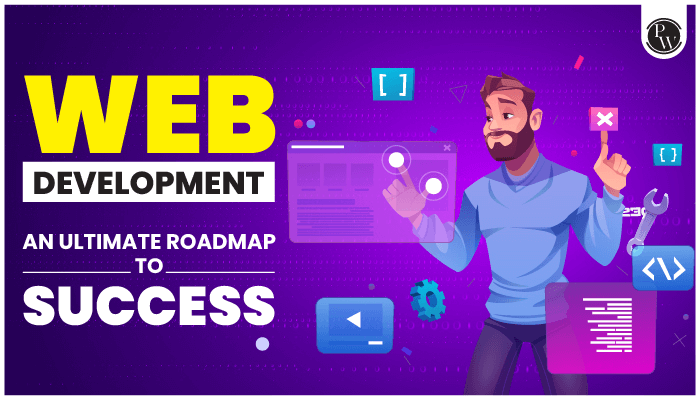 WEB
DEVELOPMENT
AN ULTIMATE ROADMAP
TO
SUCCESS
P
W
[ ]
[ ]
<\>